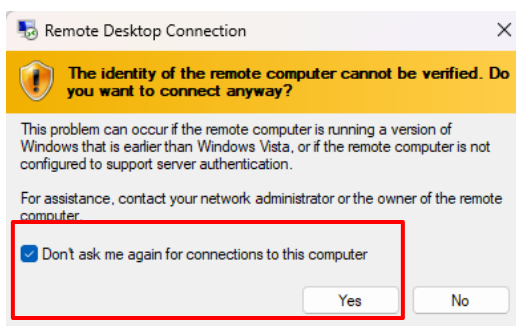 Remote Desktop Connection
The identity of the remote computer cannot be verified. Do
you want to connect anyway?
This problem can occur if the remote computer is running a version of
Windows that is earlier than Windows Vista, or if the remote computer is not
configured to support server authentication.
For assistance, contact your network administrator or the owner of the remote
computer.
Don't ask me again for connections to this computer
Yes No